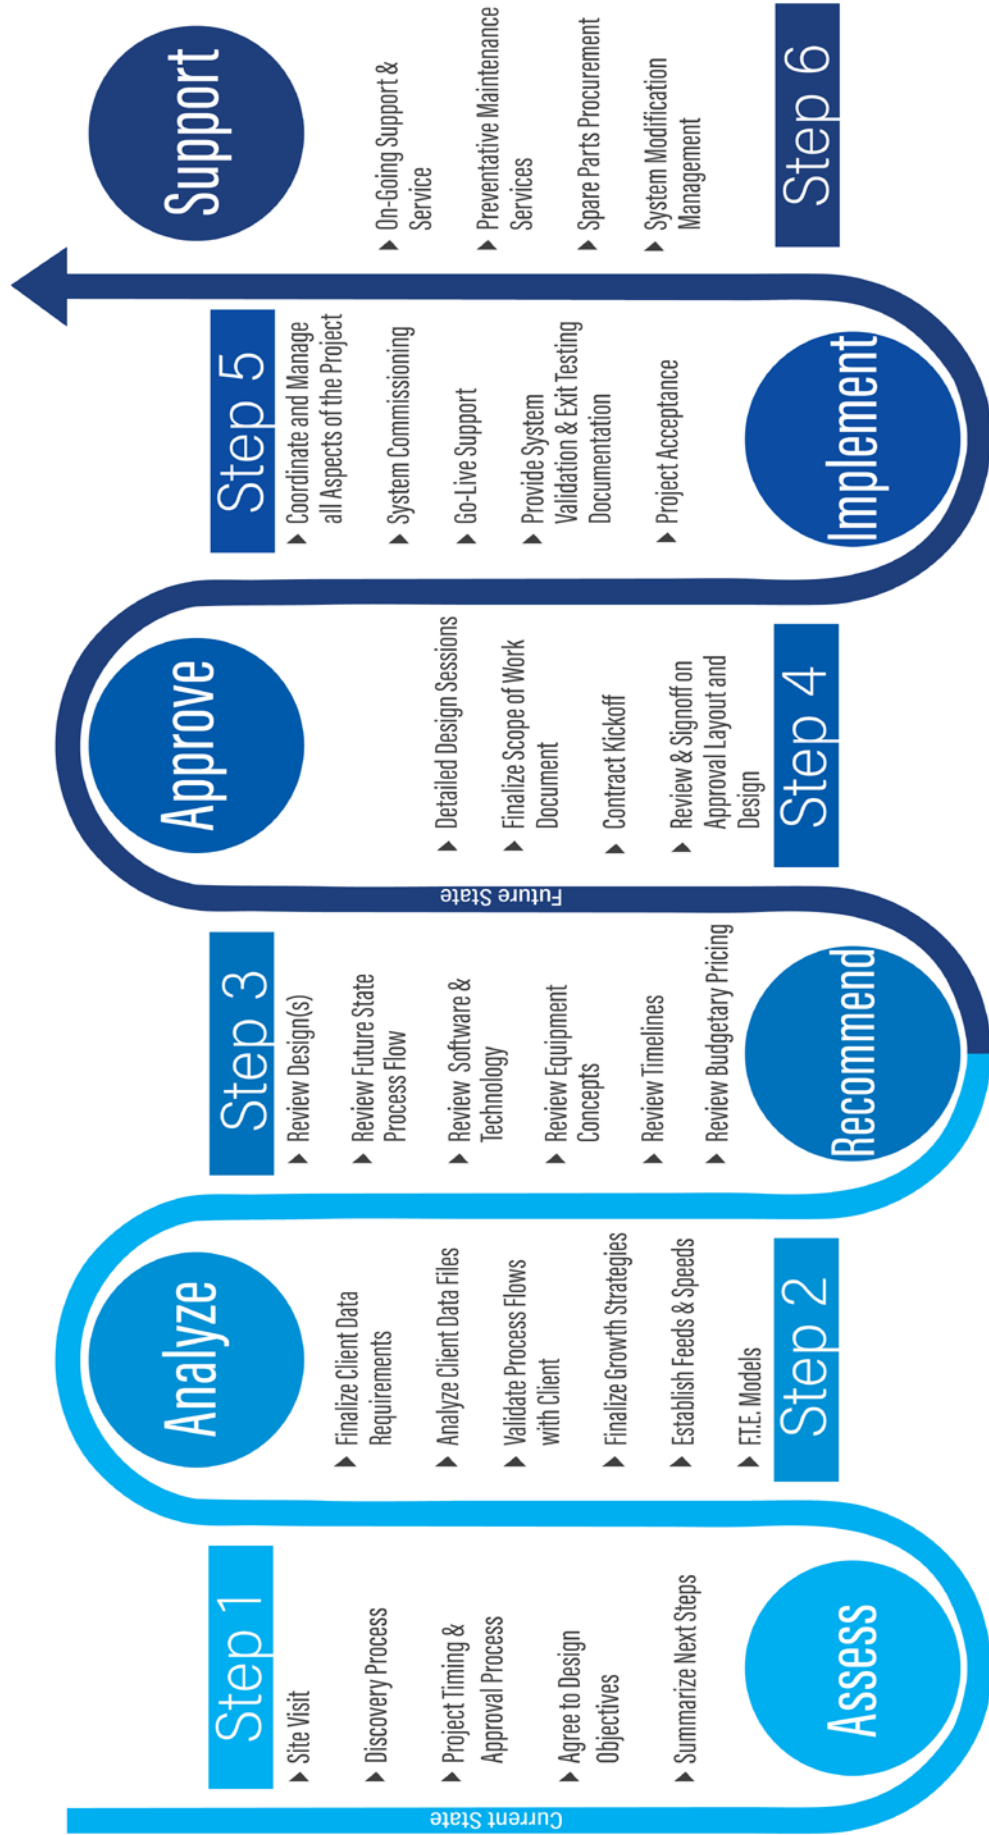 Current State
Step 1
Site Visit
Discovery Process
Project Timing &
Approval Process
Agree to Design
Objectives
Summarize Next Steps
Assess
Analyze
Finalize Client Data
Requirements
Analyze Client Data Files
Validate Process Flows
with Client
Finalize Growth Strategies
Establish Feeds & Speeds
F.T.E. Models
Step 2
Step 3
Review Design(s)
Review Future State
Process Flow
Review Software &
Technology
Review Equipment
Concepts
Review Timelines
Review Budgetary Pricing
Recommend
Future State
Approve
Detailed Design Sessions
Finalize Scope of Work
Document
Contract Kickoff
Review & Signoff on
Approval Layout and
Design
Step 4
Step 5
Coordinate and Manage
all Aspects of the Project
System Commissioning
Go-Live Support
Provide System
Validation & Exit Testing
Documentation
Project Acceptance
Implement
Support
On-Going Support &
Service
Preventative Maintenance
Services
Spare Parts Procurement
System Modification
Management
Step 6